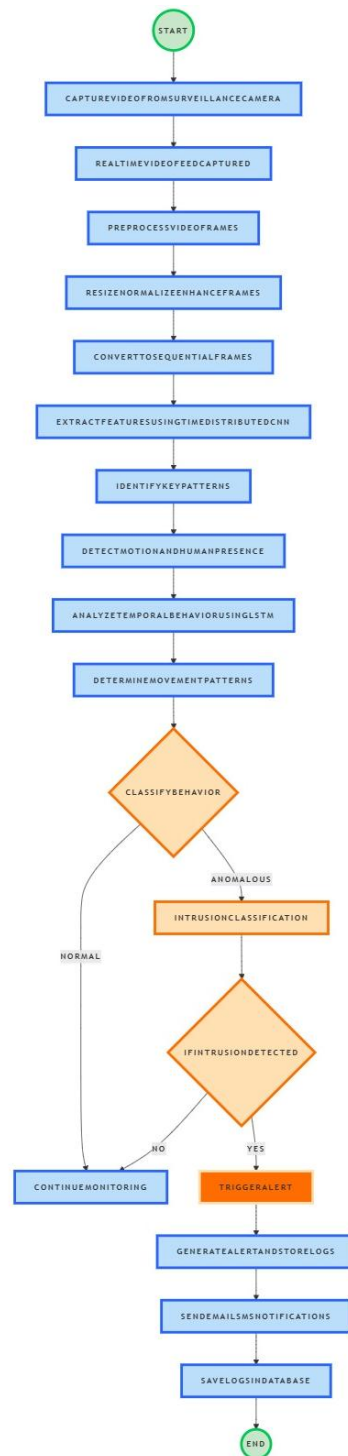 START
CAPTUREVIDEOFROMSURVEILLANCECAMERA
REALTIMEVIDEOFEEDCAPTURED
PREPROCESSVIDEOFRAMES
RESIZENORMALIZEENHANCEFRAMES
CONVERTTOSEQUENTIALFRAMES
EXTRACTFEATURESUSINGTIMEDISTRIBUTEDCNN
IDENTIFYKEYPATTERNS
DETECTMOTIONANDHUMANPRESENCE
ANALYZETEMPORALBEHAVIORUSINGLSTM
DETERMINEMOVEMENTPATTERNS
CLASSIFYBEHAVIOR
ANOMALOUS
INTRUSIONCLASSIFICATION
NORMAL
IFINTRUSIONDETECTED
NO
YES
CONTINUEMONITORING
TRIGGERALERT
GENERATEALERTANDSTORELOGS
SENDEMAILSMSNOTIFICATIONS
SAVELOGSINDATABASE
END